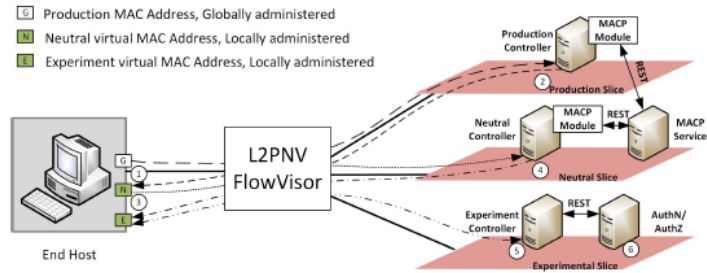 G Production MAC Address, Globally administered
N Neutral virtual MAC Address, Locally administered
E Experiment virtual MAC Address, Locally administered
Production
Controller
MACP
Module
REST
2
Production Slice
Neutral
Controller
MACP
Module
REST
MACP
Service
4
Neutral Slice
L2PNV
FlowVisor
G
1
N
3
E
End Host
Experiment
Controller
REST
AuthN/
AuthZ
5
6
Experimental Slice